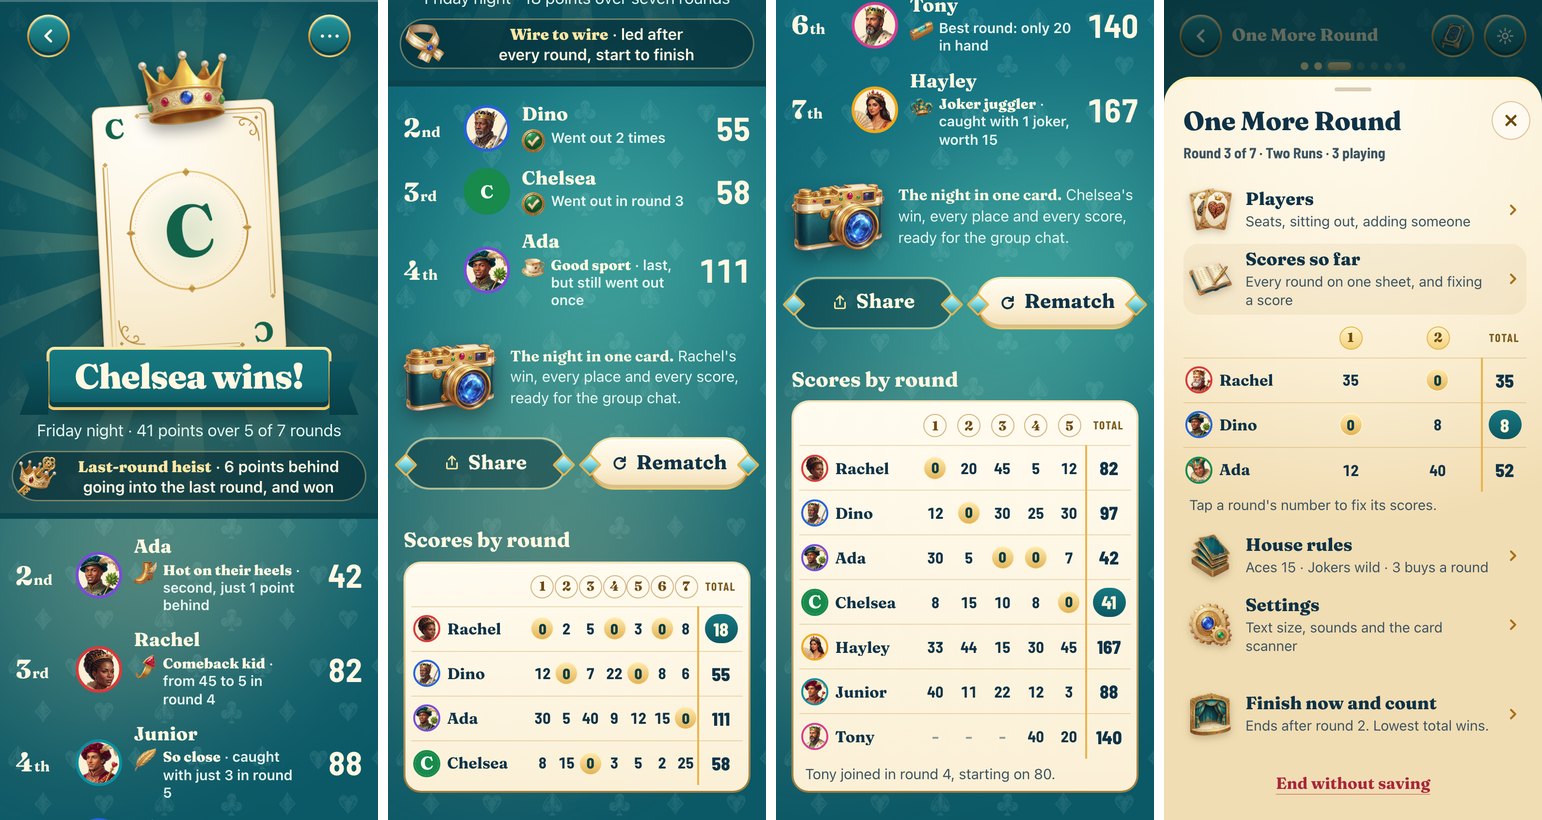 C
C
C
Chelsea wins!
Friday night · 41 points over 5 of 7 rounds
Last-round heist · 6 points behind
going into the last round, and won
2nd
Ada
Hot on their heels ·
second, just 1 point
behind
42
3rd
Rachel
Comeback kid ·
from 45 to 5 in
round 4
82
4th
Junior
So close · caught
with just 3 in round
5
88
Friday night · 18 points over seven rounds
Wire to wire · led after
every round, start to finish
2nd
Dino
Went out 2 times
55
3rd
C
Chelsea
Went out in round 3
58
4th
Ada
Good sport · last,
but still went out
once
111
The night in one card. Rachel's
win, every place and every score,
ready for the group chat.
Share
Rematch
Scores by round
1 2 3 4 5 6 7 TOTAL
Rachel 0 2 5 0 3 0 8 18
Dino 12 0 7 22 0 8 6 55
Ada 30 5 40 9 12 15 0 111
C Chelsea 8 15 0 3 5 2 25 58
6th
Tony
Best round: only 20
in hand
140
7th
Hayley
Joker juggler ·
caught with 1 joker,
worth 15
167
The night in one card. Chelsea's
win, every place and every score,
ready for the group chat.
Share
Rematch
Scores by round
1 2 3 4 5 TOTAL
Rachel 0 20 45 5 12 82
Dino 12 0 30 25 30 97
Ada 30 5 0 0 7 42
C Chelsea 8 15 10 8 0 41
Hayley 33 44 15 30 45 167
Junior 40 11 22 12 3 88
Tony - - - 40 20 140
Tony joined in round 4, starting on 80.
One More Round
One More Round
Round 3 of 7 · Two Runs · 3 playing
Players
Seats, sitting out, adding someone
Scores so far
Every round on one sheet, and fixing
a score
1 2 TOTAL
Rachel 35 0 35
Dino 0 8 8
Ada 12 40 52
Tap a round's number to fix its scores.
House rules
Aces 15 · Jokers wild · 3 buys a round
Settings
Text size, sounds and the card
scanner
Finish now and count
Ends after round 2. Lowest total wins.
End without saving